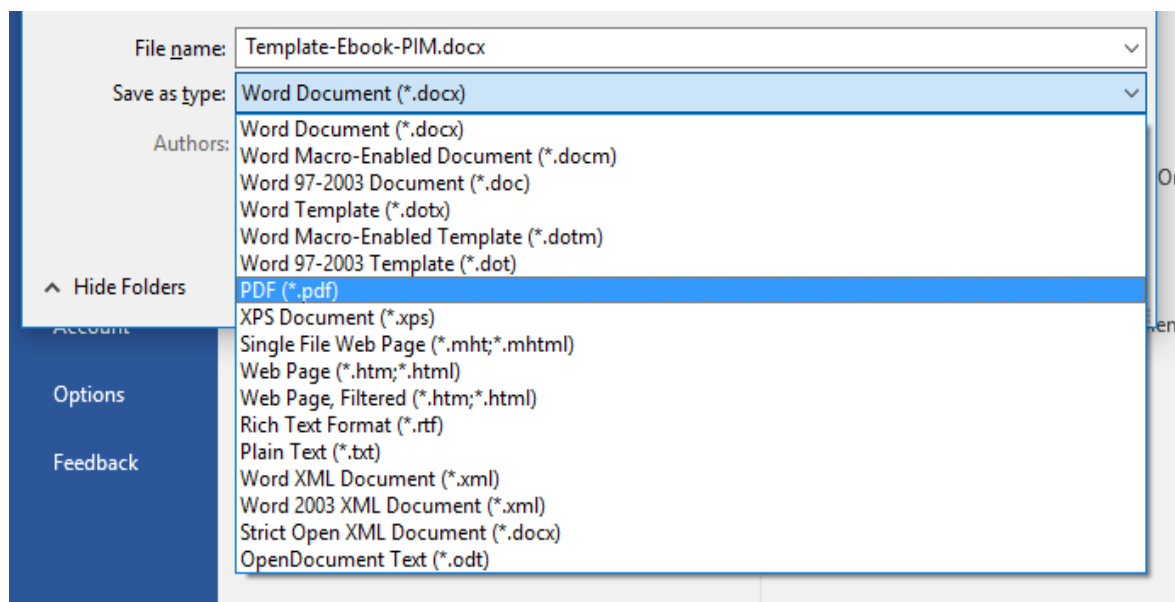 File name: Template-Ebook-PIM.docx
Save as type: Word Document (*.docx)
Authors:
Word Document (*.docx)
Word Macro-Enabled Document (*.docm)
Word 97-2003 Document (*.doc)
Word Template (*.dotx)
Word Macro-Enabled Template (*.dotm)
Word 97-2003 Template (*.dot)
PDF (*.pdf)
XPS Document (*.xps)
Single File Web Page (*.mht;*.mhtml)
Web Page (*.htm;*.html)
Web Page, Filtered (*.htm;*.html)
Rich Text Format (*.rtf)
Plain Text (*.txt)
Word XML Document (*.xml)
Word 2003 XML Document (*.xml)
Strict Open XML Document (*.docx)
OpenDocument Text (*.odt)
Hide Folders
Account
Options
Feedback